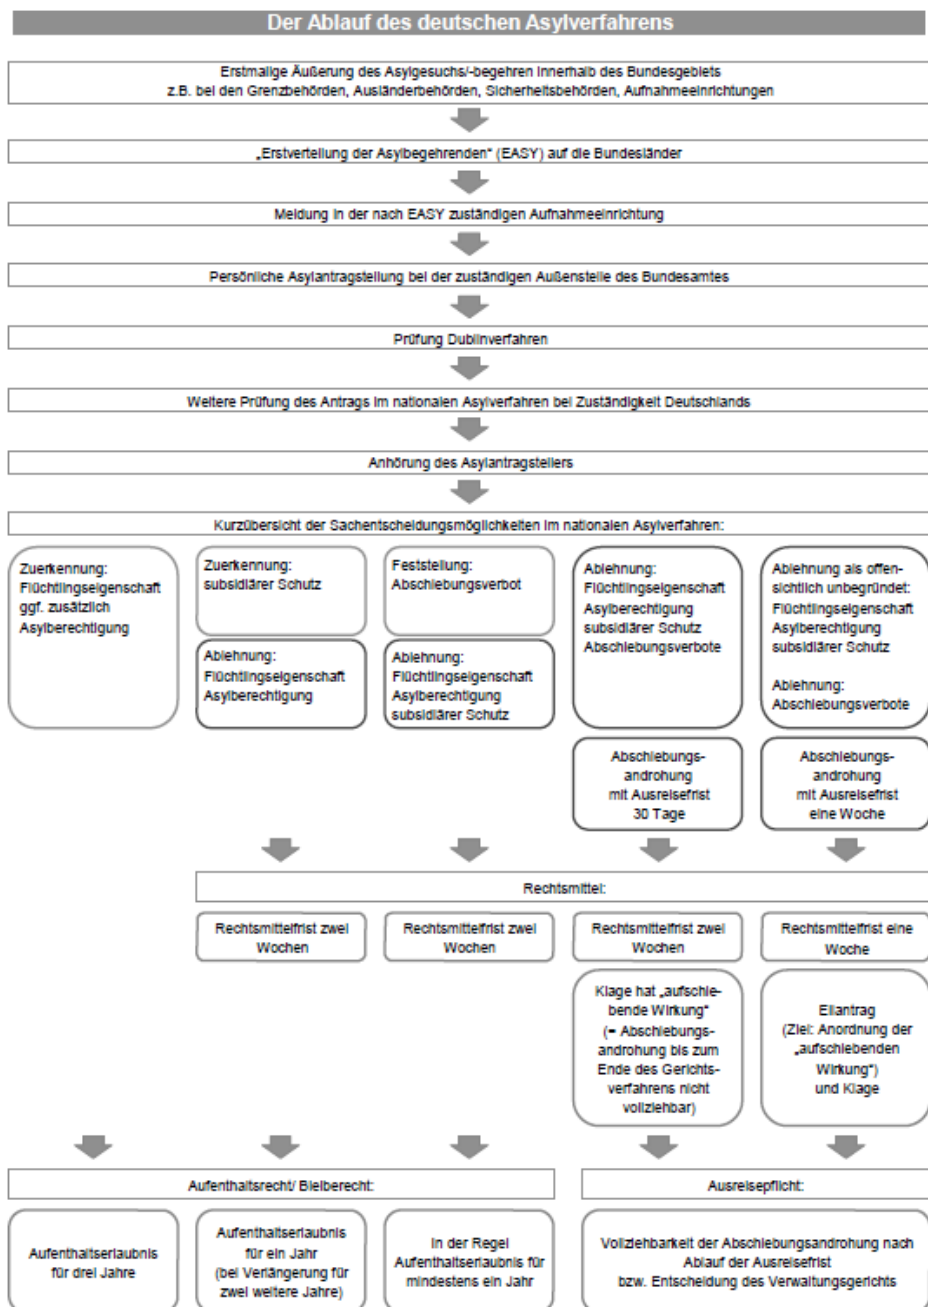 Der Ablauf des deutschen Asylverfahrens
Erstmalige Äußerung des Asylgesuchs/-begehren innerhalb des Bundesgebiets
z.B. bei den Grenzbehörden, Ausländerbehörden, Sicherheitsbehörden, Aufnahmeeinrichtungen
„Erstverteilung der Asylbegehrenden“ (EASY) auf die Bundesländer
Meldung in der nach EASY zuständigen Aufnahmeeinrichtung
Persönliche Asylantragstellung bei der zuständigen Außenstelle des Bundesamtes
Prüfung Dublinverfahren
Weitere Prüfung des Antrags im nationalen Asylverfahren bei Zuständigkeit Deutschlands
Anhörung des Asylantragstellers
Kurzübersicht der Sachentscheidungsmöglichkeiten im nationalen Asylverfahren:
Zuerkennung:
Flüchtlingseigenschaft
ggf. zusätzlich
Asylberechtigung
Zuerkennung:
subsidiärer Schutz
Ablehnung:
Flüchtlingseigenschaft
Asylberechtigung
Feststellung:
Abschiebungsverbot
Ablehnung:
Flüchtlingseigenschaft
Asylberechtigung
subsidiärer Schutz
Ablehnung:
Flüchtlingseigenschaft
Asylberechtigung
subsidiärer Schutz
Abschiebungsverbote
Ablehnung als offen-
sichtlich unbegründet:
Flüchtlingseigenschaft
Asylberechtigung
subsidiärer Schutz
Ablehnung:
Abschiebungsverbote
Abschiebungs-
androhung
mit Ausreisefrist
30 Tage
Abschiebungs-
androhung
mit Ausreisefrist
eine Woche
Rechtsmittel:
Rechtsmittelfrist zwei
Wochen
Rechtsmittelfrist zwei
Wochen
Rechtsmittelfrist zwei
Wochen
Rechtsmittelfrist eine
Woche
Klage hat „aufschie-
bende Wirkung“
(= Abschiebungs-
androhung bis zum
Ende des Gerichts-
verfahrens nicht
vollziehbar)
Eilantrag
(Ziel: Anordnung der
„aufschiebenden
Wirkung“)
und Klage
Aufenthaltsrecht/ Bleiberecht:
Ausreisepflicht:
Aufenthaltserlaubnis
für drei Jahre
Aufenthaltserlaubnis
für ein Jahr
(bei Verlängerung für
zwei weitere Jahre)
In der Regel
Aufenthaltserlaubnis für
mindestens ein Jahr
Vollziehbarkeit der Abschiebungsandrohung nach
Ablauf der Ausreisefrist
bzw. Entscheidung des Verwaltungsgerichts